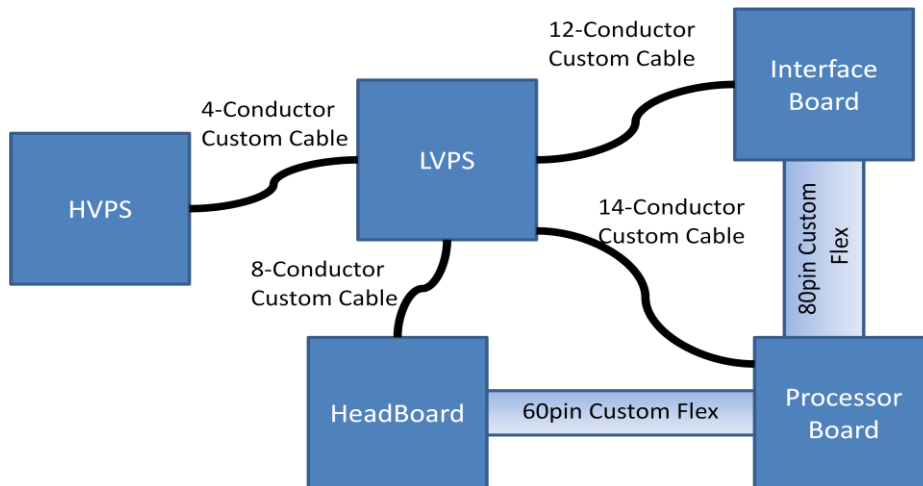 12-Conductor
Custom Cable
Interface
Board
4-Conductor
Custom Cable
LVPS
HVPS
14-Conductor
Custom Cable
80pin Custom
Flex
8-Conductor
Custom Cable
HeadBoard
60pin Custom Flex
Processor
Board